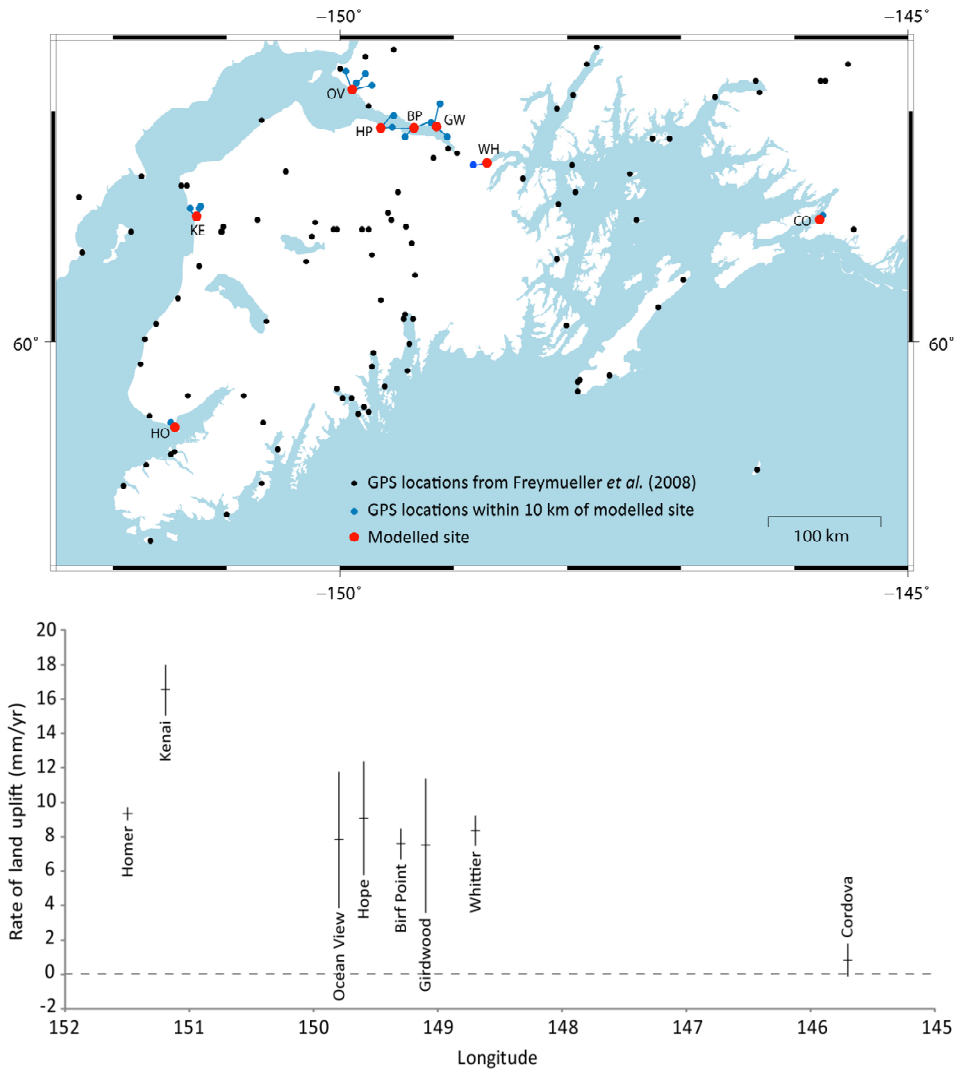 −150°
−145°
OV
HP
BP
GW
WH
KE
CO
60°
60°
HO
GPS locations from Freymueller et al. (2008)
GPS locations within 10 km of modelled site
Modelled site
100 km
−150°
−145°
20
18
16
14
12
10
8
6
4
2
0
-2
Rate of land uplift (mm/yr)
Homer
Kenai
Ocean View
Hope
Birf Point
Girdwood
Whittier
Cordova
152
151
150
149
148
147
146
145
Longitude